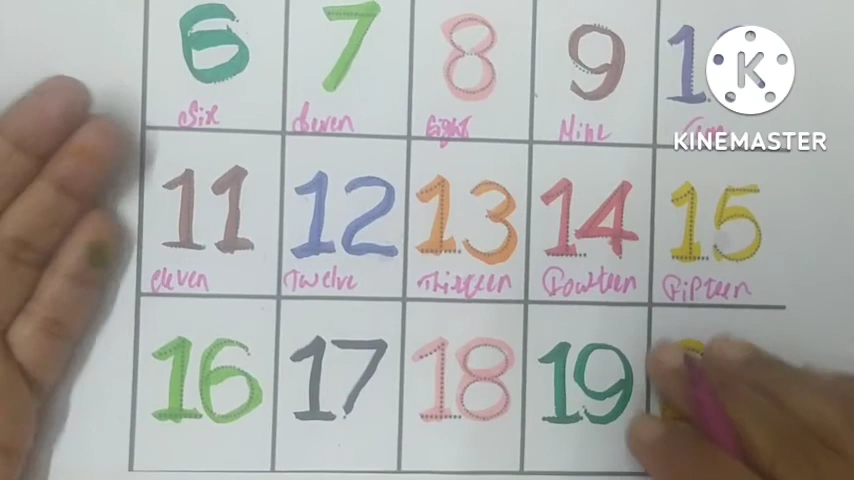 6 7 8 9
Six Seven Eight Nine
KINEMASTER
11 12 13 14 15
eleven Twelve Thirteen Fourteen Fifteen
16 17 18 19